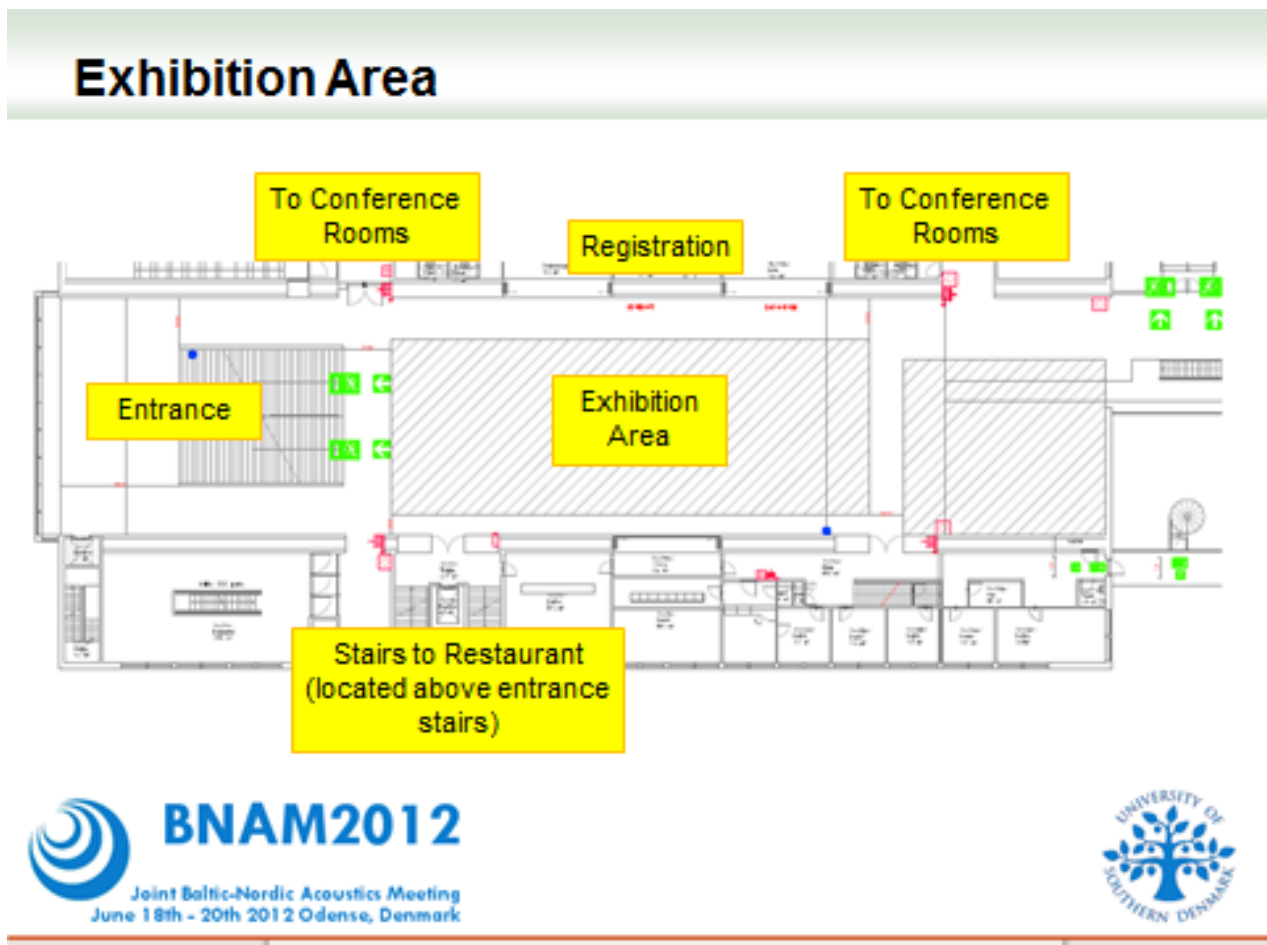 Exhibition Area
To Conference
Rooms
Registration
To Conference
Rooms
Entrance
Exhibition
Area
Stairs to Restaurant
(located above entrance
stairs)
BNAM2012
Joint Baltic-Nordic Acoustics Meeting
June 18th - 20th 2012 Odense, Denmark
UNIVERSITY OF
SOUTHERN DENMARK